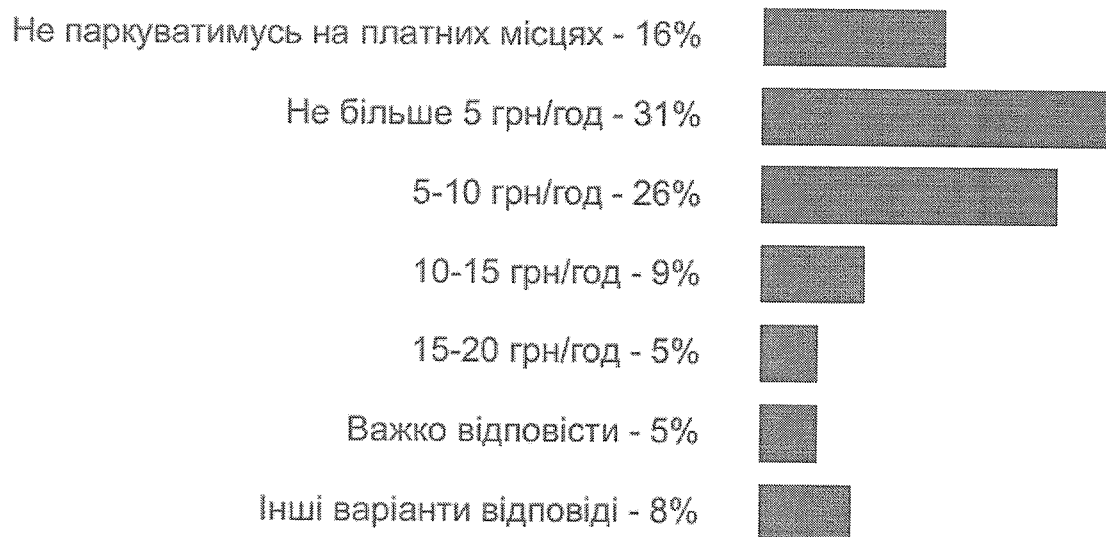 Не паркуватимусь на платних місцях - 16%
Не більше 5 грн/год - 31%
5-10 грн/год - 26%
10-15 грн/год - 9%
15-20 грн/год - 5%
Важко відповісти - 5%
Інші варіанти відповіді - 8%